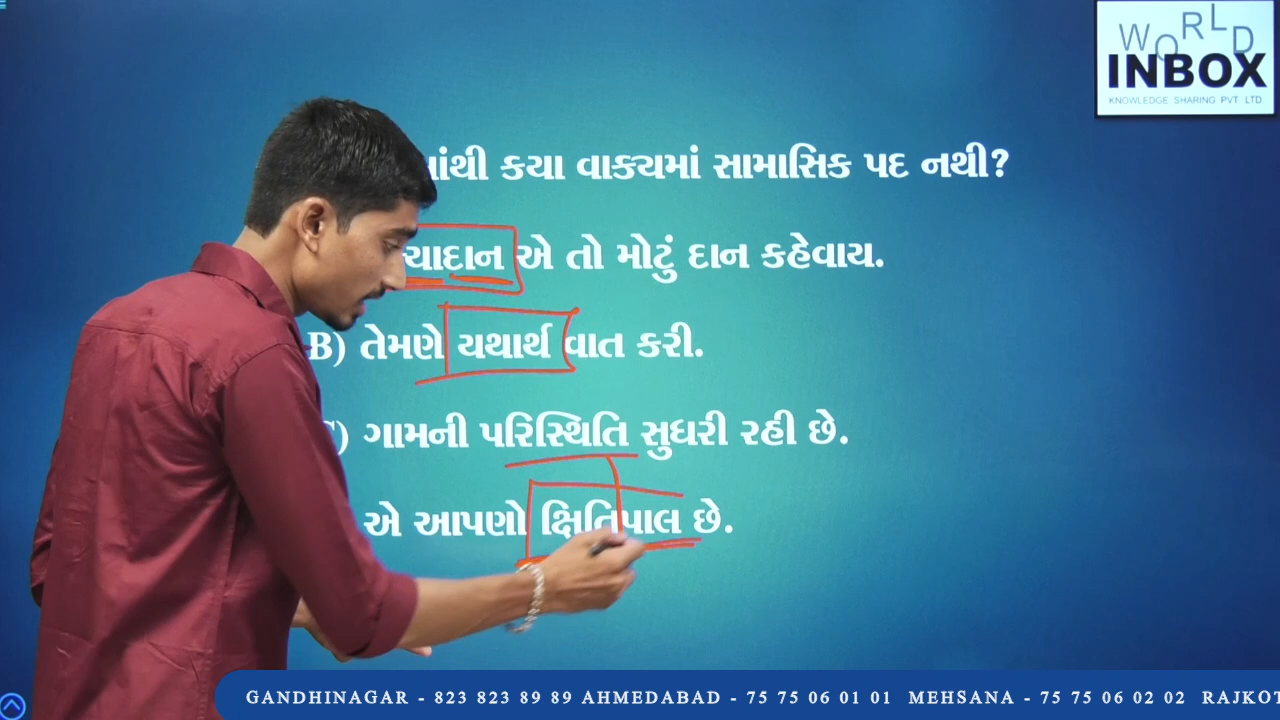 WORLD
INBOX
KNOWLEDGE SHARING PVT. LTD.
કયા વાક્યમાં સામાસિક પદ નથી?
એ તો મોટું દાન કહેવાય.
B) તેમણે યથાર્થ વાત કરી.
ગામની પરિસ્થિતિ સુધરી રહી છે.
એ આપણો ક્ષિતિપાલ છે.
GANDHINAGAR - 823 823 89 89 AHMEDABAD - 75 75 06 01 01 MEHSANA - 75 75 06 02 02